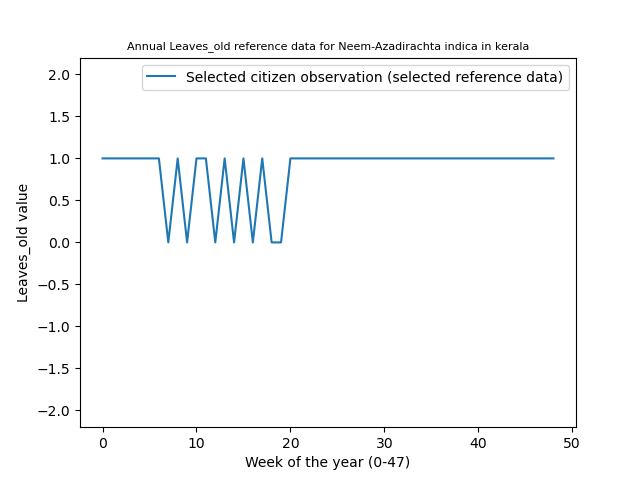 Annual Leaves_old reference data for Neem-Azadirachta indica in kerala
Selected citizen observation (selected reference data)
2.0
1.5
1.0
0.5
0.0
−0.5
−1.0
−1.5
−2.0
Leaves_old value
0 10 20 30 40 50
Week of the year (0-47)